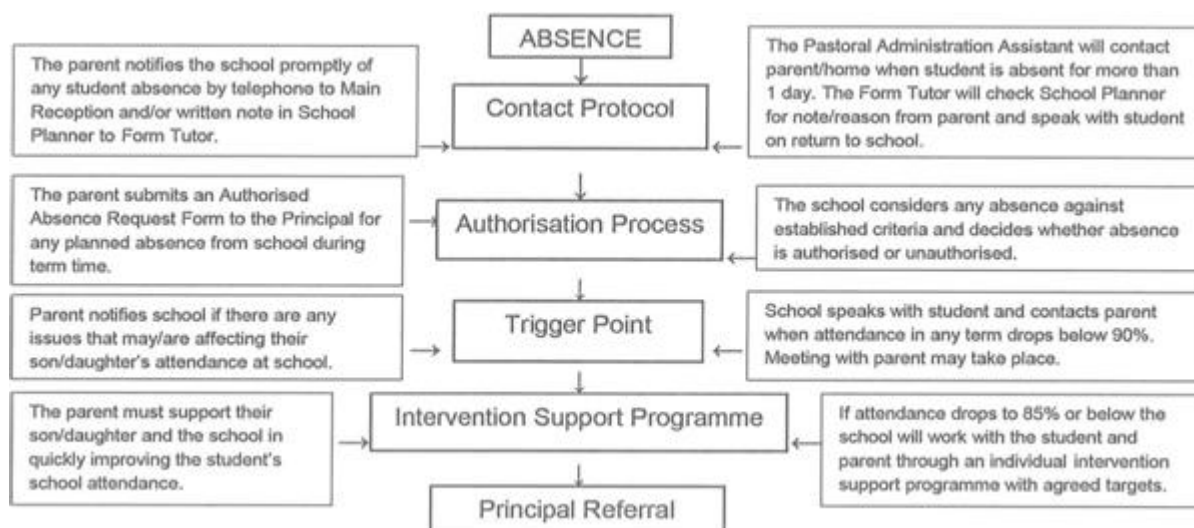 ABSENCE
The parent notifies the school promptly of
any student absence by telephone to Main
Reception and/or written note in School
Planner to Form Tutor.
Contact Protocol
The Pastoral Administration Assistant will contact
parent/home when student is absent for more than
1 day. The Form Tutor will check School Planner
for note/reason from parent and speak with student
on return to school.
The parent submits an Authorised
Absence Request Form to the Principal for
any planned absence from school during
term time.
Authorisation Process
The school considers any absence against
established criteria and decides whether absence
is authorised or unauthorised.
Parent notifies school if there are any
issues that may/are affecting their
son/daughter's attendance at school.
Trigger Point
School speaks with student and contacts parent
when attendance in any term drops below 90%.
Meeting with parent may take place.
The parent must support their
son/daughter and the school in
quickly improving the student's
school attendance.
Intervention Support Programme
If attendance drops to 85% or below the
school will work with the student and
parent through an individual intervention
support programme with agreed targets.
Principal Referral